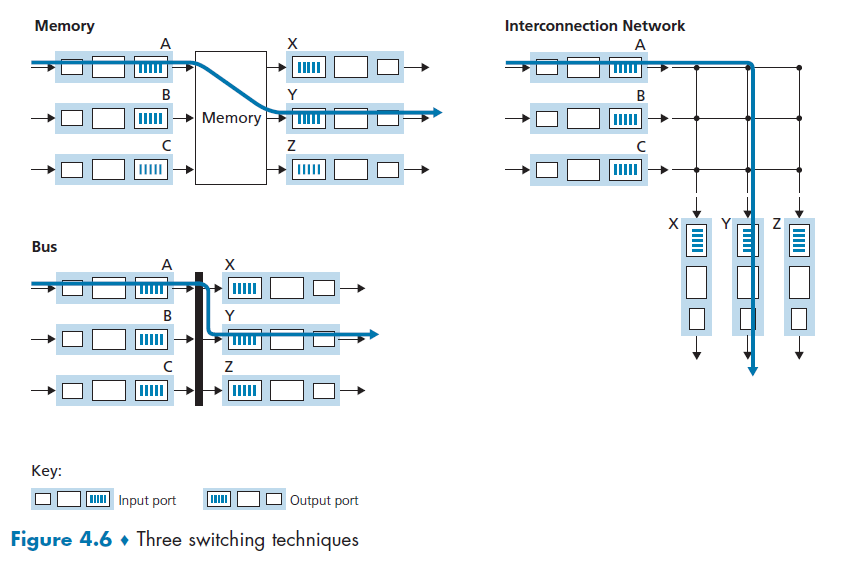 Memory
A
X
B
Memory
Y
C
Z
Interconnection Network
A
B
C
X
Y
Z
Bus
A
X
B
Y
C
Z
Key:
Input port
Output port
Figure 4.6 ♦ Three switching techniques